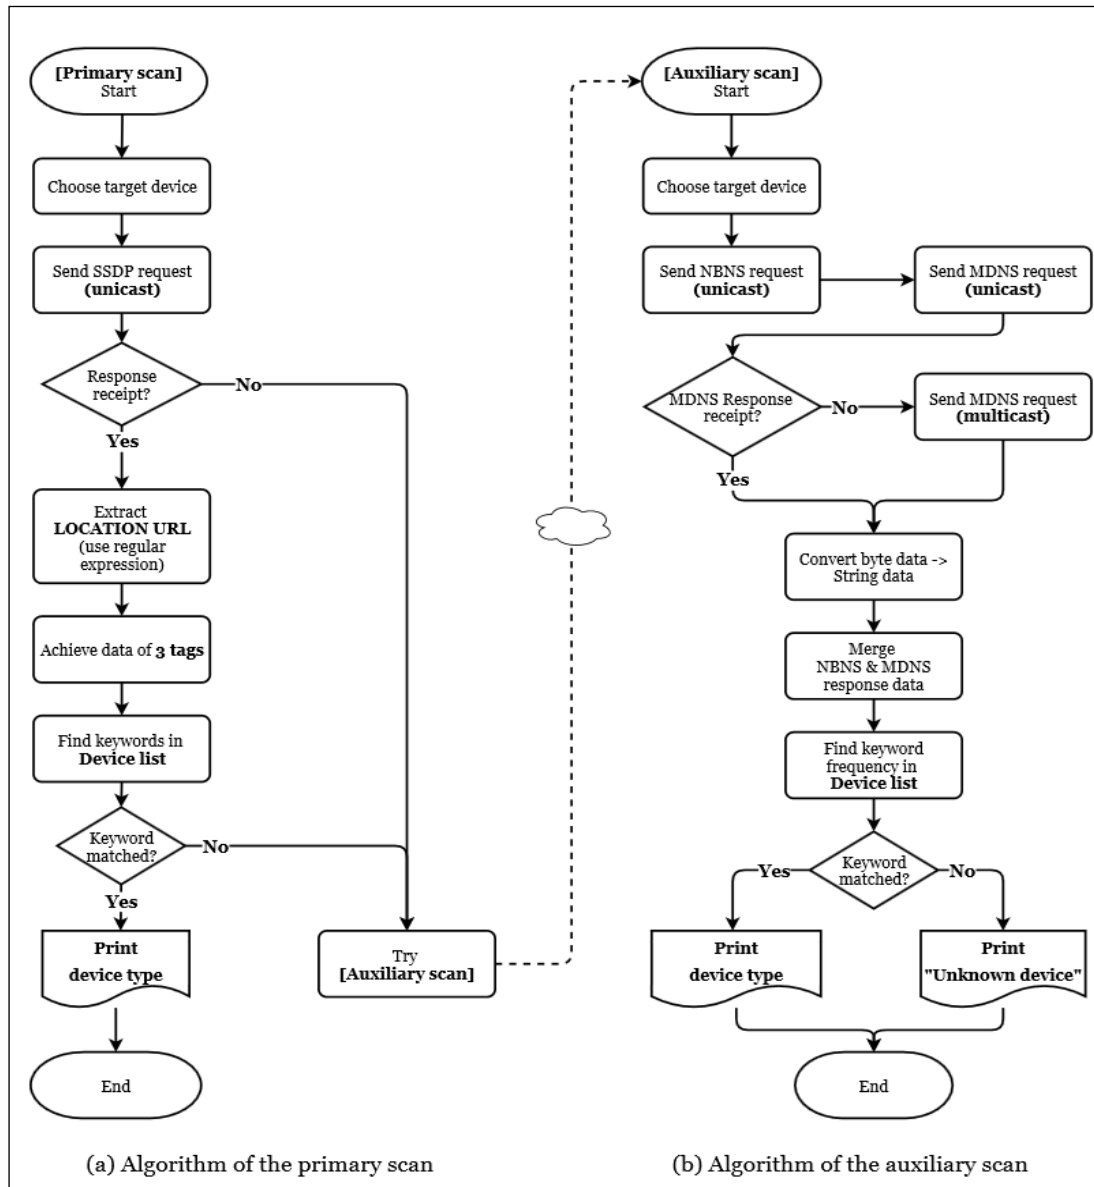 [Primary scan]
Start
Choose target device
Send SSDP request
(unicast)
Response
receipt?
No
Yes
Extract
LOCATION URL
(use regular
expression)
Achieve data of 3 tags
Find keywords in
Device list
Keyword
matched?
No
Yes
Print
device type
Try
[Auxiliary scan]
End
(a) Algorithm of the primary scan
[Auxiliary scan]
Start
Choose target device
Send NBNS request
(unicast)
Send MDNS request
(unicast)
MDNS Response
receipt?
No
Send MDNS request
(multicast)
Yes
Convert byte data ->
String data
Merge
NBNS & MDNS
response data
Find keyword
frequency in
Device list
Keyword
matched?
Yes
No
Print
device type
Print
"Unknown device"
End
(b) Algorithm of the auxiliary scan